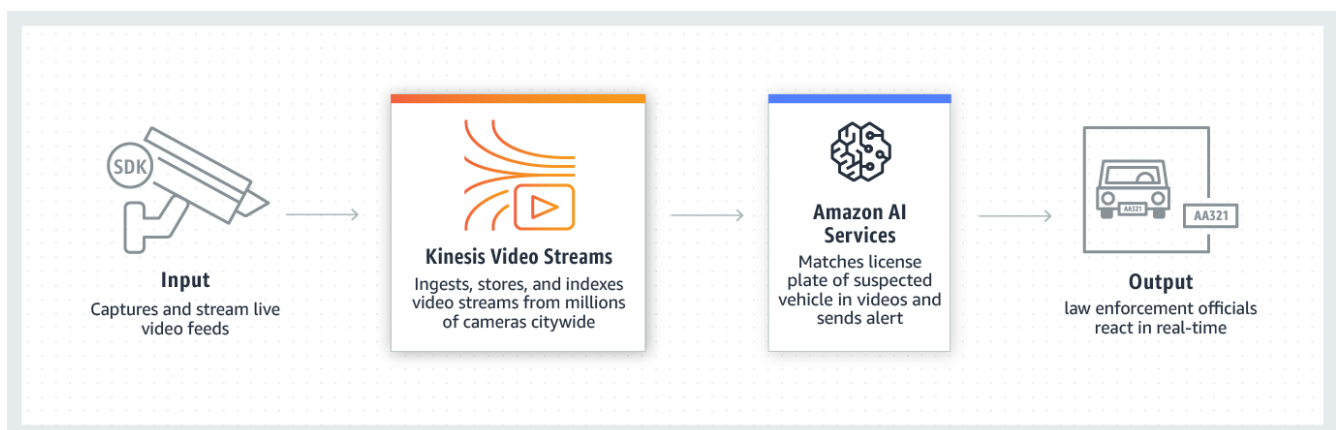 SDK
Input
Captures and stream live
video feeds
Kinesis Video Streams
Ingests, stores, and indexes
video streams from millions
of cameras citywide
Amazon AI
Services
Matches license
plate of suspected
vehicle in videos and
sends alert
AA321
AA321
Output
law enforcement officials
react in real-time